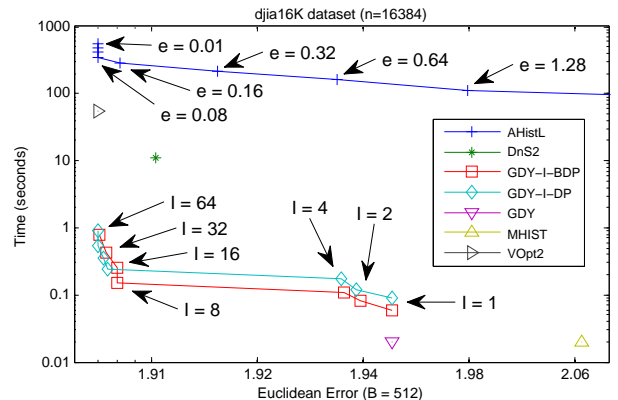 djia16K dataset (n=16384)
1000
100
10
1
0.1
0.01
Time (seconds)
e = 0.01
e = 0.32
e = 0.64
e = 1.28
e = 0.16
e = 0.08
AHistL
DnS2
GDY-I-BDP
GDY-I-DP
GDY
MHIST
VOpt2
I = 64
I = 32
I = 16
I = 8
I = 4
I = 2
I = 1
1.91
1.92
1.94
1.98
2.06
Euclidean Error (B = 512)